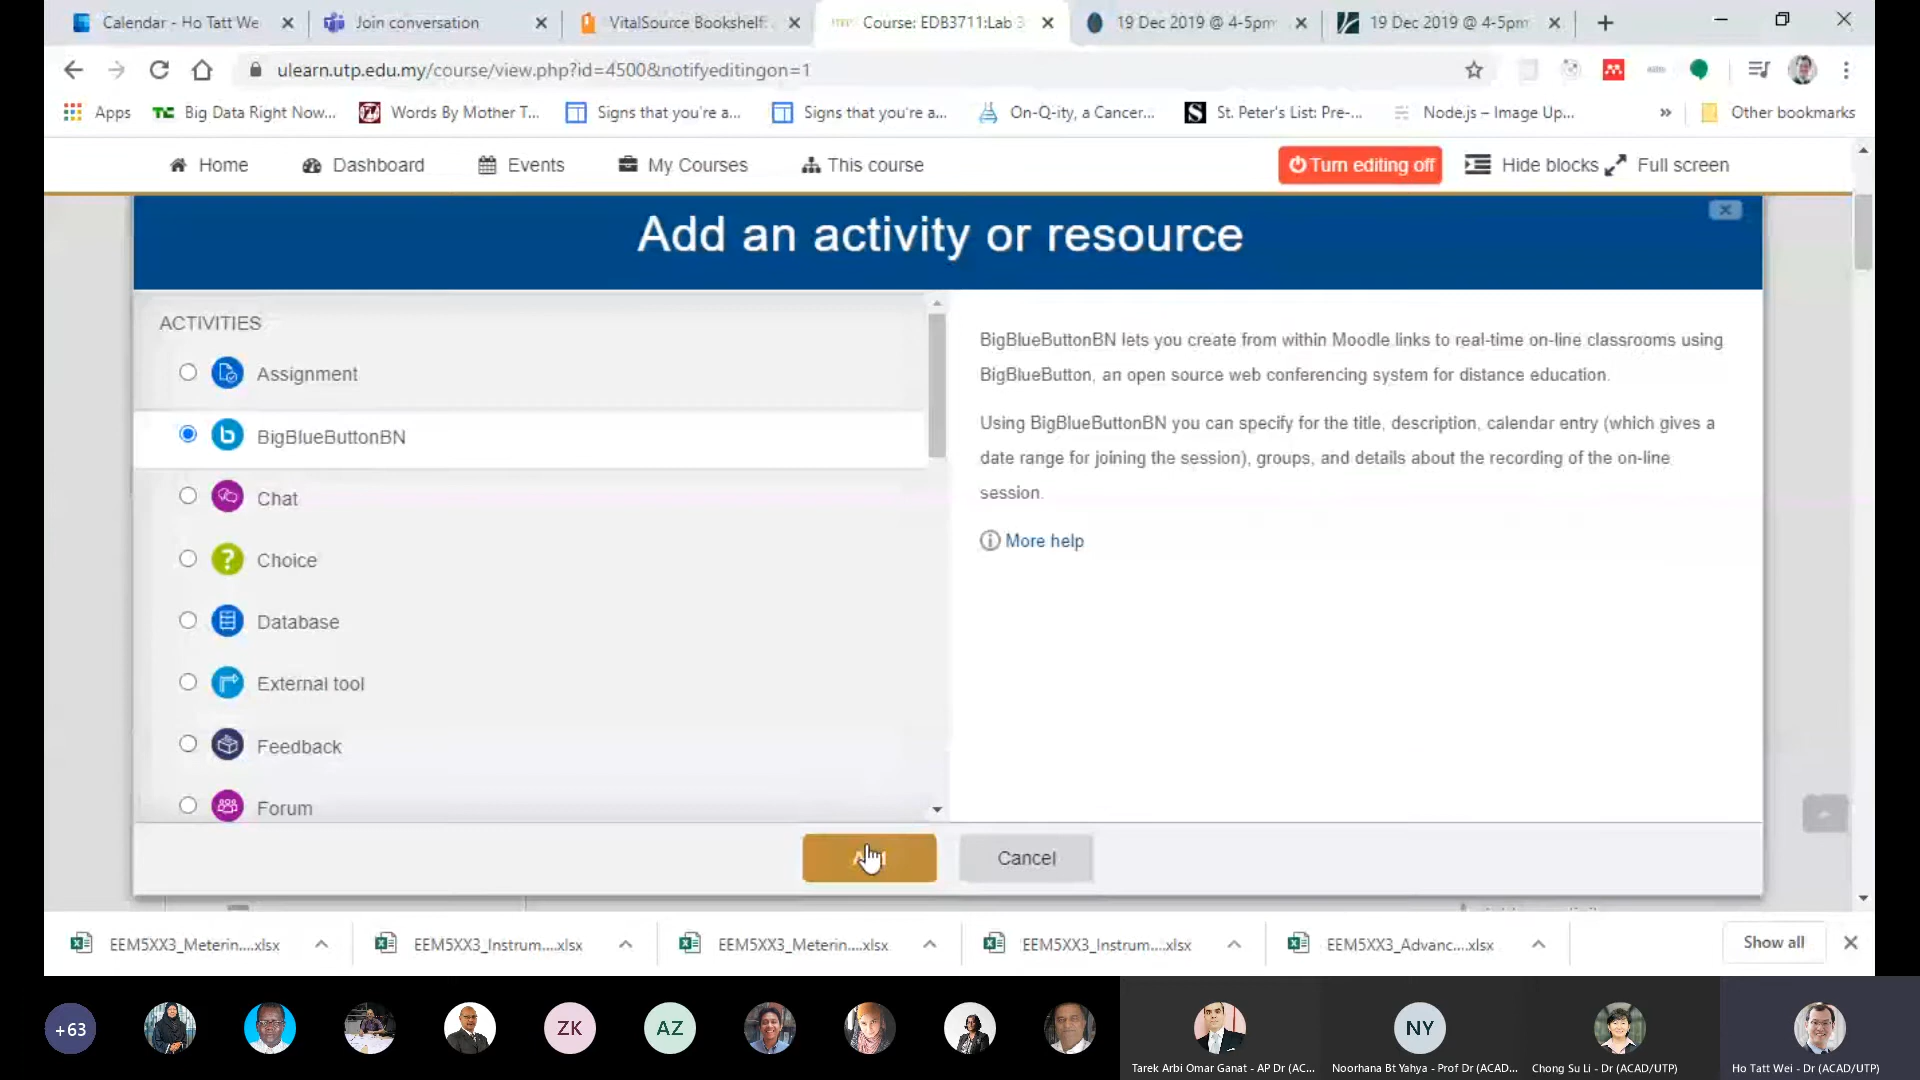 Calendar - Ho Tatt We
Join conversation
VitalSource Bookshelf:
Course: EDB3711:Lab 3
19 Dec 2019 @ 4-5pm
19 Dec 2019 @ 4-5pm
ulearn.utp.edu.my/course/view.php?id=4500&notifyeditingon=1
Apps
Big Data Right Now...
Words By Mother T...
Signs that you're a...
Signs that you're a...
On-Q-ity, a Cancer...
St. Peter's List: Pre-...
Node.js – Image Up...
Other bookmarks
Home
Dashboard
Events
My Courses
This course
Turn editing off
Hide blocks
Full screen
Add an activity or resource
ACTIVITIES
Assignment
BigBlueButtonBN
Chat
Choice
Database
External tool
Feedback
Forum
BigBlueButtonBN lets you create from within Moodle links to real-time on-line classrooms using
BigBlueButton, an open source web conferencing system for distance education.
Using BigBlueButtonBN you can specify for the title, description, calendar entry (which gives a
date range for joining the session), groups, and details about the recording of the on-line
session.
More help
Cancel
EEM5XX3_Meterin....xlsx
EEM5XX3_Instrum....xlsx
EEM5XX3_Meterin....xlsx
EEM5XX3_Instrum....xlsx
EEM5XX3_Advanc....xlsx
Show all
+63
ZK
AZ
NY
Tarek Arbi Omar Ganat - AP Dr (AC...
Noorhana Bt Yahya - Prof Dr (ACAD...
Chong Su Li - Dr (ACAD/UTP)
Ho Tatt Wei - Dr (ACAD/UTP)